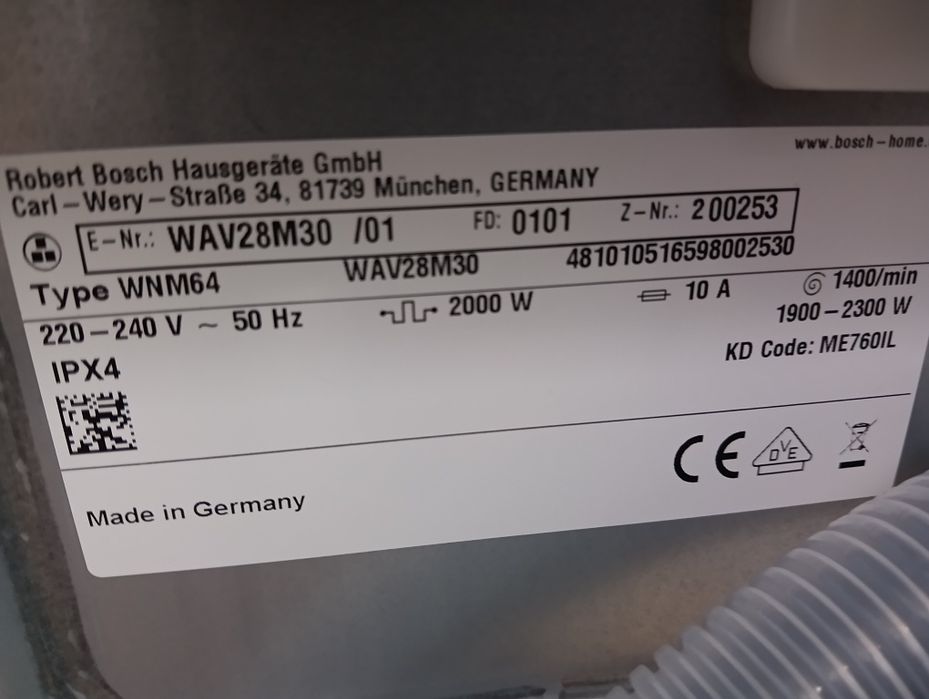 www.bosch-home.
Robert Bosch Hausgeräte GmbH
Carl-Wery-Straße 34, 81739 München, GERMANY
E-Nr.: WAV28M30 /01 FD: 0101 Z-Nr.: 200253
Type WNM64 WAV28M30 481010516598002530
220-240 V ~ 50 Hz 2000 W 10 A 1400/min
1900-2300 W
IPX4 KD Code: ME760IL
CE DVE
Made in Germany